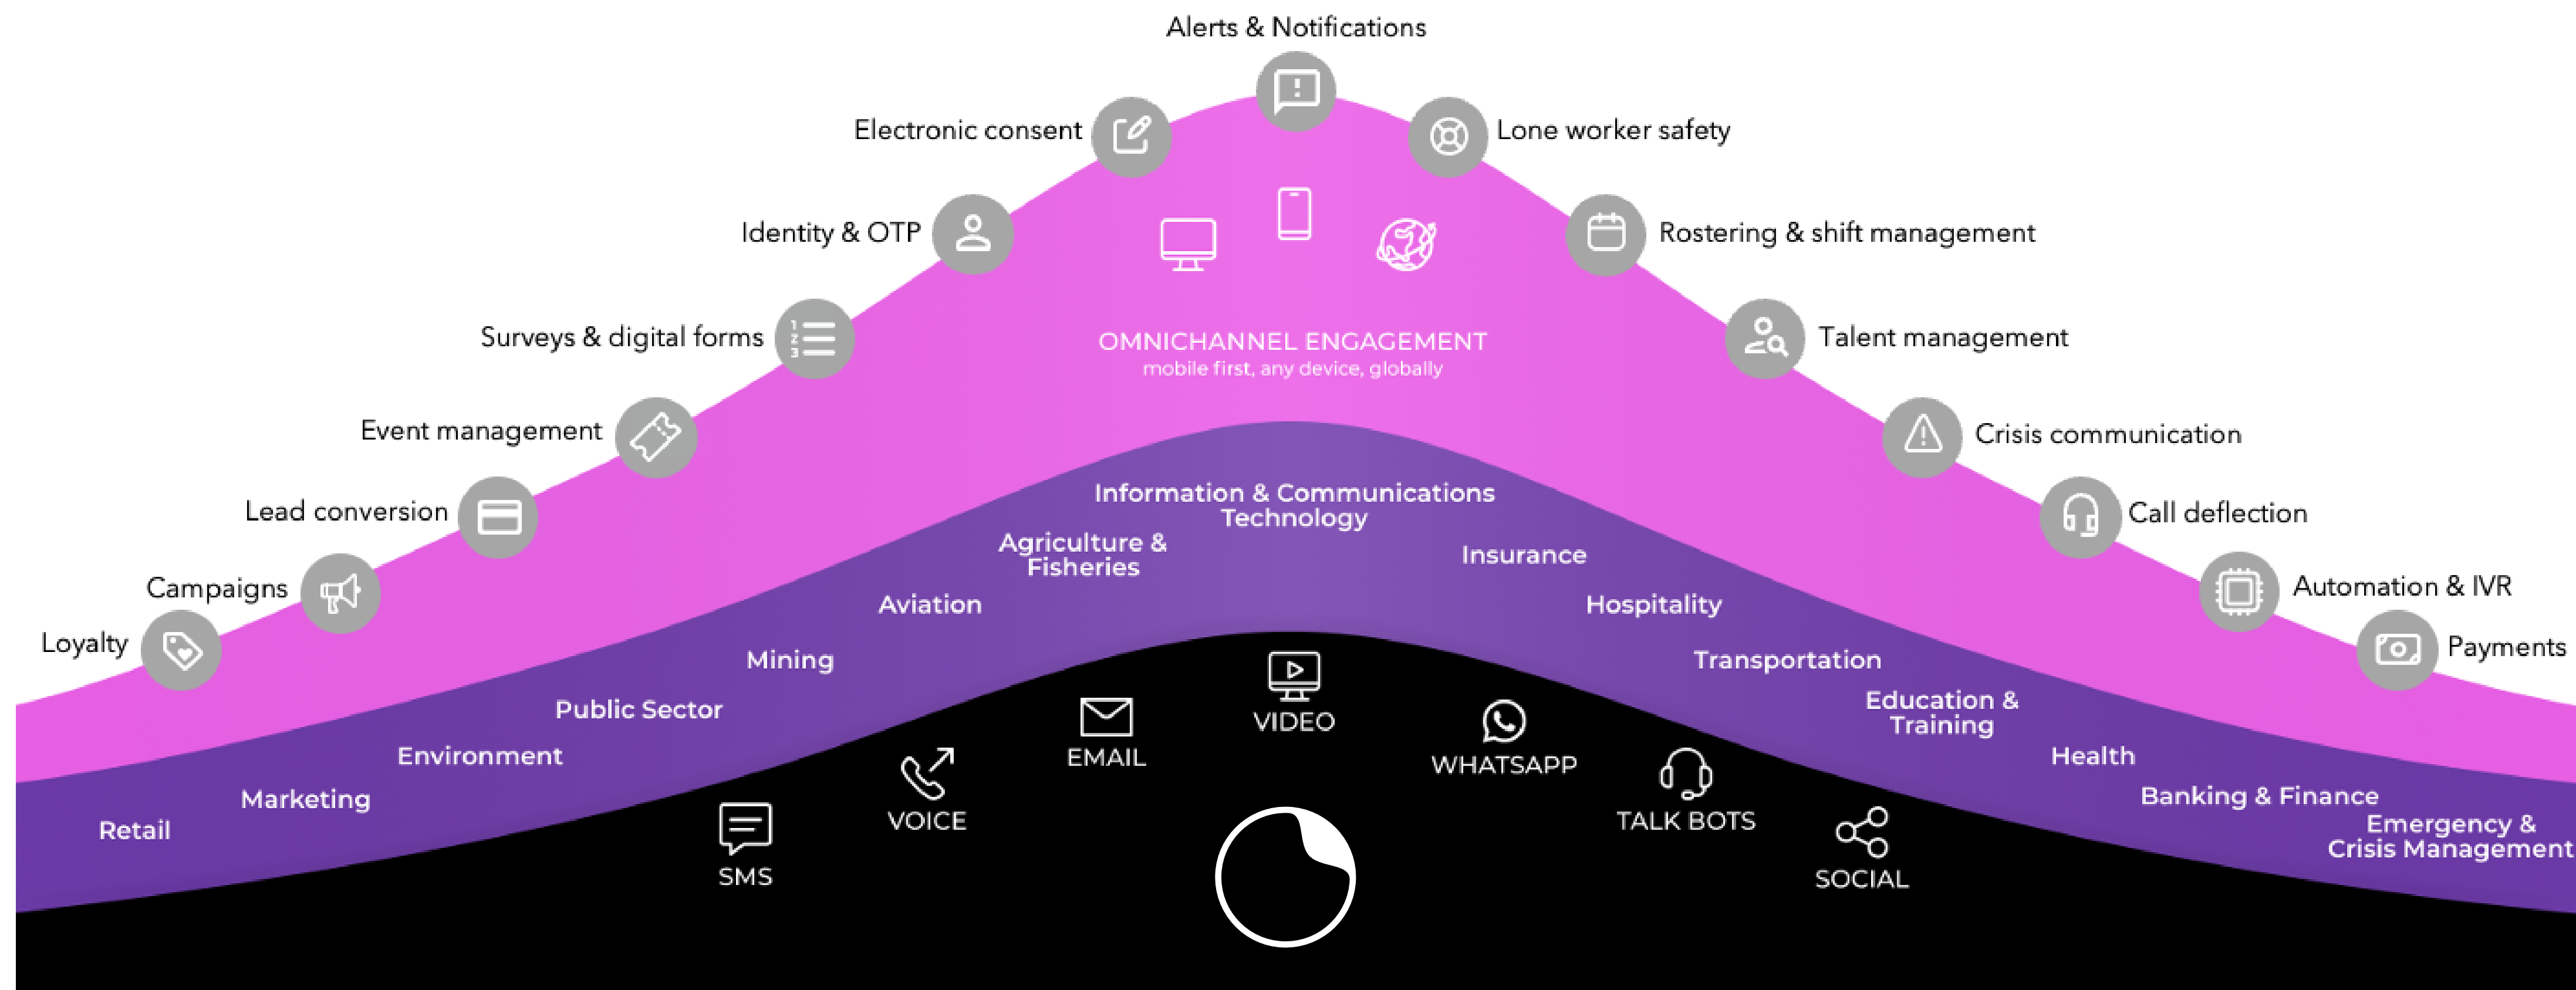 Alerts & Notifications
Electronic consent
Lone worker safety
Identity & OTP
Rostering & shift management
Surveys & digital forms
1
2
3
Talent management
OMNICHANNEL ENGAGEMENT
mobile first, any device, globally
Event management
Crisis communication
Lead conversion
Call deflection
Campaigns
Automation & IVR
Loyalty
Payments
Information & Communications
Technology
Agriculture &
Fisheries
Insurance
Aviation
Hospitality
Mining
Transportation
Public Sector
Education &
Training
Environment
Health
Marketing
Banking & Finance
Retail
Emergency &
Crisis Management
VIDEO
EMAIL
WHATSAPP
VOICE
TALK BOTS
SMS
SOCIAL